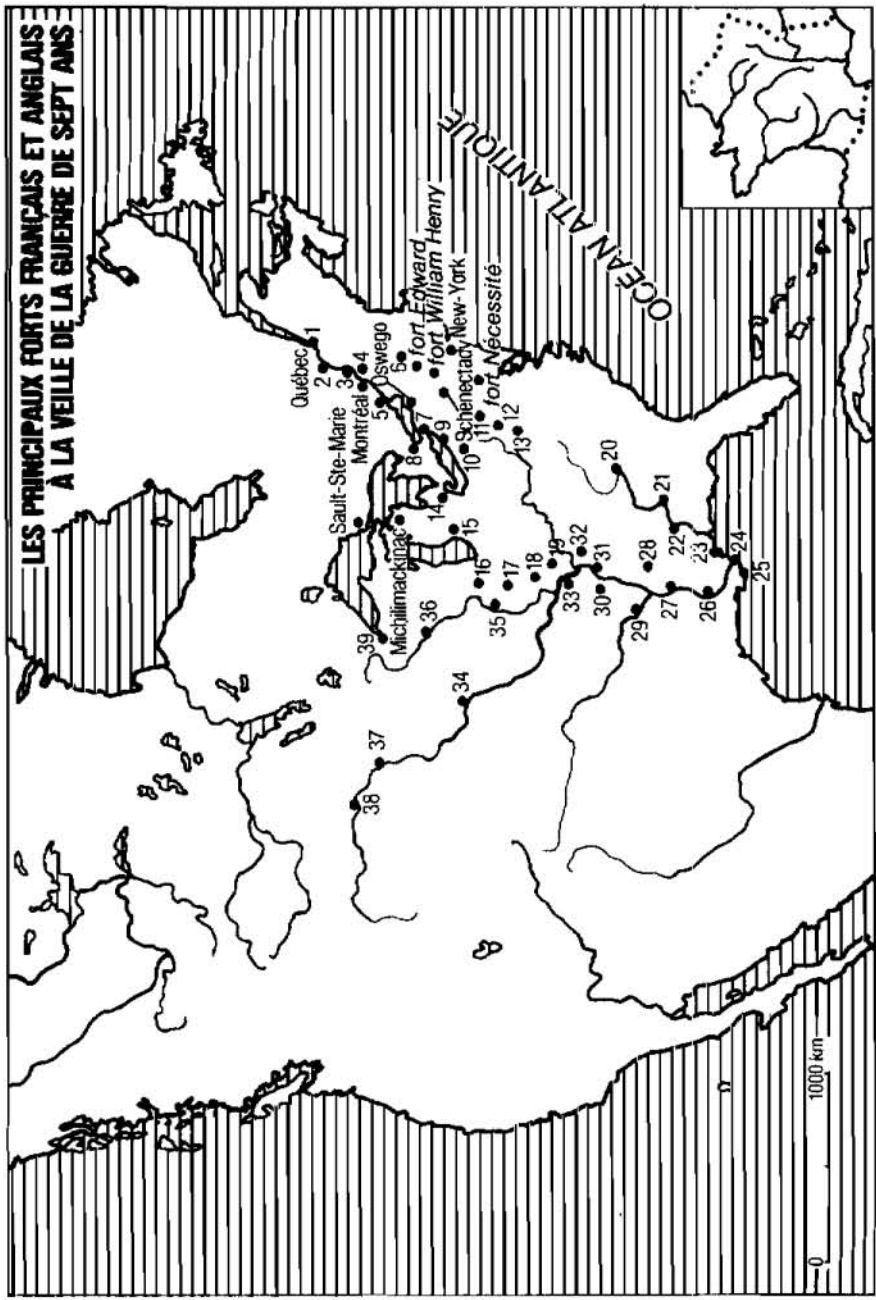 LES PRINCIPAUX FORTS FRANÇAIS ET ANGLAIS
À LA VEILLE DE LA GUERRE DE SEPT ANS
Québec
1
2
3
4
Sault-Ste-Marie
Montréal
5
Oswego
6
fort Edward
fort William Henry
New-York
Schenectady
fort Nécessité
OCÉAN ATLANTIQUE
7
8
9
10
11
12
13
14
15
Michilimackinac
16
17
18
19
20
21
22
23
24
25
26
27
28
29
30
31
32
33
34
35
36
37
38
39
0
1000 km